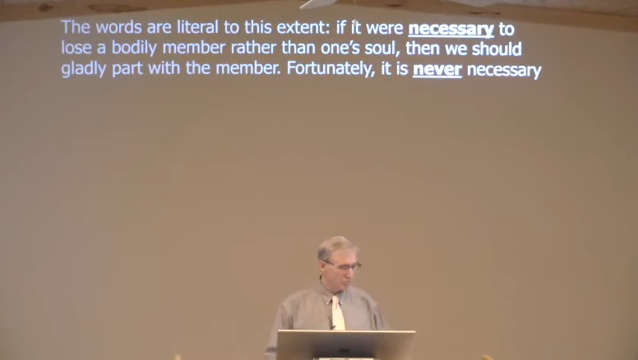 The words are literal to this extent: if it were necessary to
lose a bodily member rather than one's soul, then we should
gladly part with the member. Fortunately, it is never necessary